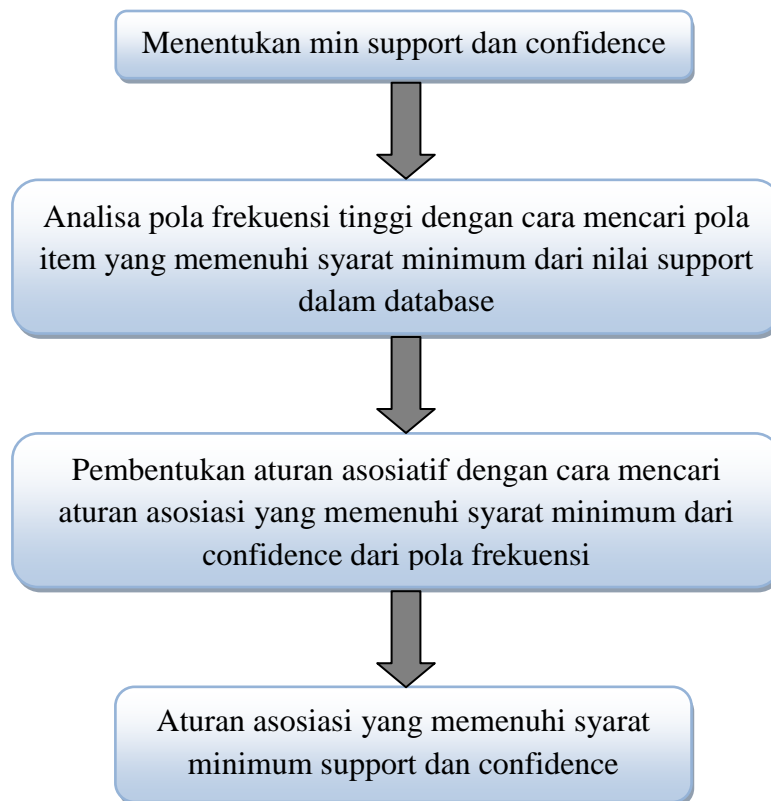 Menentukan min support dan confidence
Analisa pola frekuensi tinggi dengan cara mencari pola
item yang memenuhi syarat minimum dari nilai support
dalam database
Pembentukan aturan asosiatif dengan cara mencari
aturan asosiasi yang memenuhi syarat minimum dari
confidence dari pola frekuensi
Aturan asosiasi yang memenuhi syarat
minimum support dan confidence